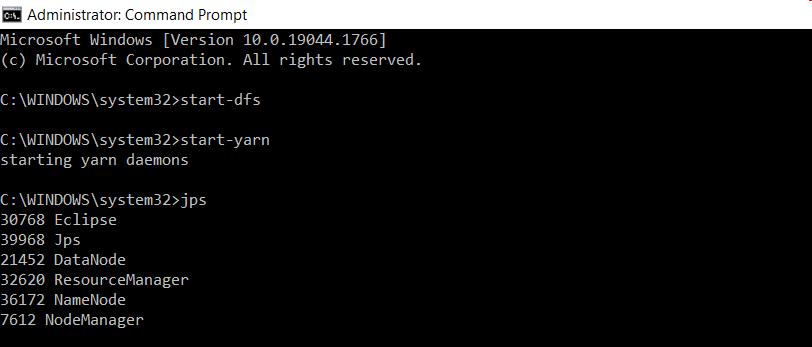 Administrator: Command Prompt
Microsoft Windows [Version 10.0.19044.1766]
(c) Microsoft Corporation. All rights reserved.
C:\WINDOWS\system32>start-dfs
C:\WINDOWS\system32>start-yarn
starting yarn daemons
C:\WINDOWS\system32>jps
30768 Eclipse
39968 Jps
21452 DataNode
32620 ResourceManager
36172 NameNode
7612 NodeManager